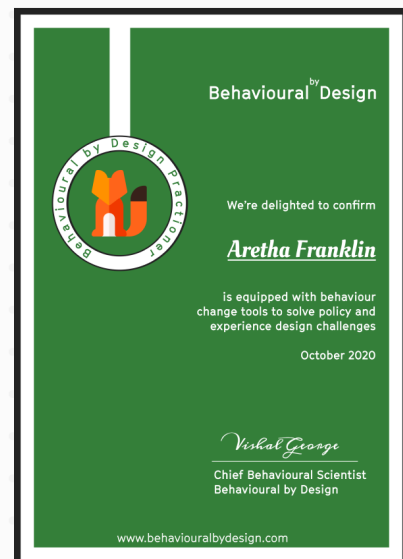 Behavioural by Design
Behavioural by Design Practioner
We're delighted to confirm
Aretha Franklin
is equipped with behaviour
change tools to solve policy and
experience design challenges
October 2020
Vishal George
Chief Behavioural Scientist
Behavioural by Design
www.behaviouralbydesign.com